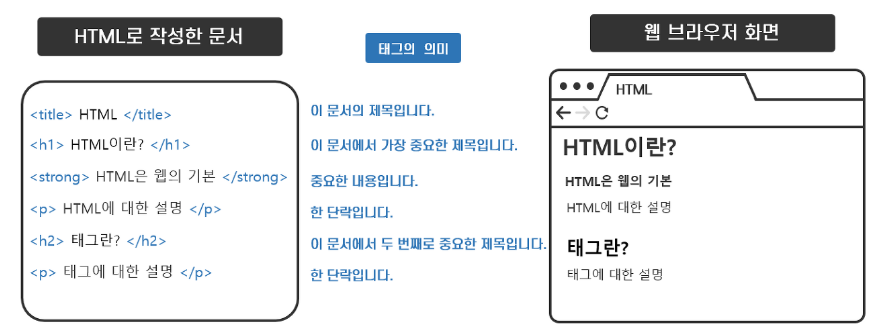 HTML로 작성한 문서
태그의 의미
웹 브라우저 화면
<title> HTML </title>
<h1> HTML이란? </h1>
<strong> HTML은 웹의 기본 </strong>
<p> HTML에 대한 설명 </p>
<h2> 태그란? </h2>
<p> 태그에 대한 설명 </p>
이 문서의 제목입니다.
이 문서에서 가장 중요한 제목입니다.
중요한 내용입니다.
한 단락입니다.
이 문서에서 두 번째로 중요한 제목입니다.
한 단락입니다.
HTML
HTML이란?
HTML은 웹의 기본
HTML에 대한 설명
태그란?
태그에 대한 설명